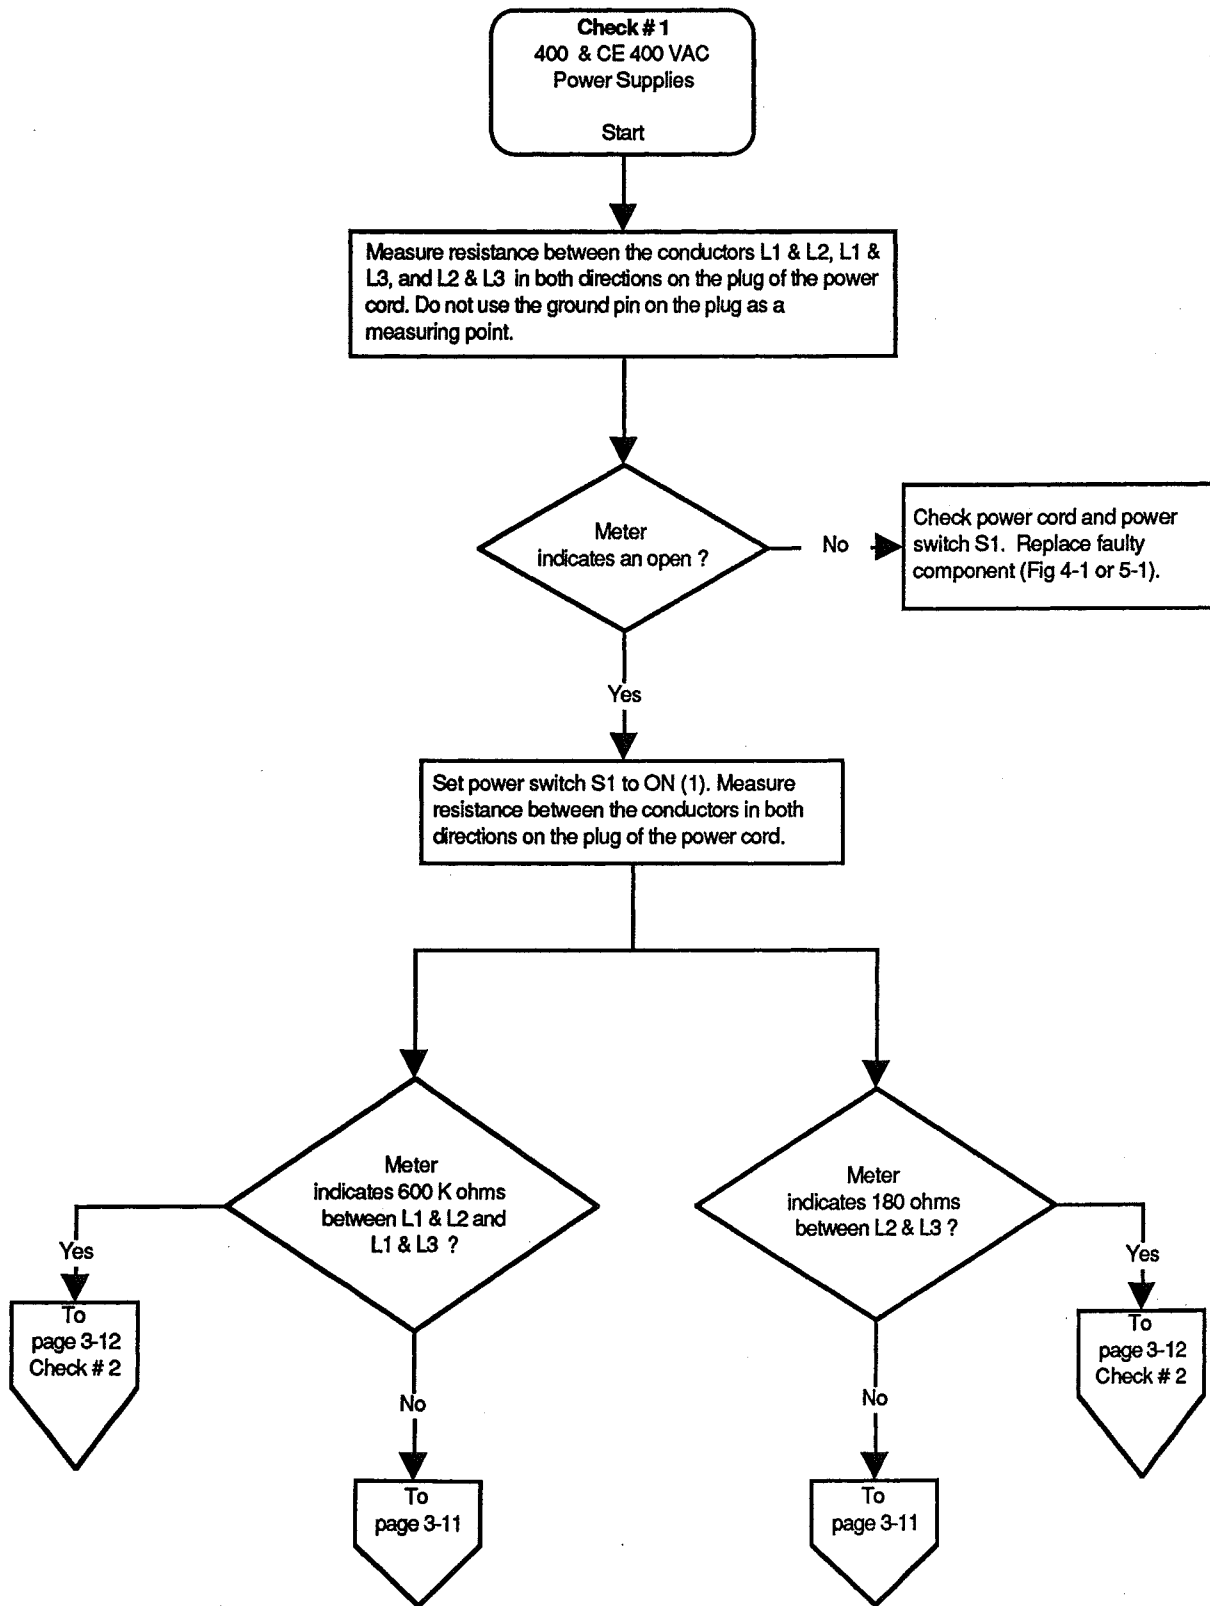 Check # 1
400 & CE 400 VAC
Power Supplies
Start
Measure resistance between the conductors L1 & L2, L1 &
L3, and L2 & L3 in both directions on the plug of the power
cord. Do not use the ground pin on the plug as a
measuring point.
Meter
indicates an open ?
No
Check power cord and power
switch S1. Replace faulty
component (Fig 4-1 or 5-1).
Yes
Set power switch S1 to ON (1). Measure
resistance between the conductors in both
directions on the plug of the power cord.
Meter
indicates 600 K ohms
between L1 & L2 and
L1 & L3 ?
Meter
indicates 180 ohms
between L2 & L3 ?
Yes
Yes
To
page 3-12
Check # 2
To
page 3-12
Check # 2
No
No
To
page 3-11
To
page 3-11